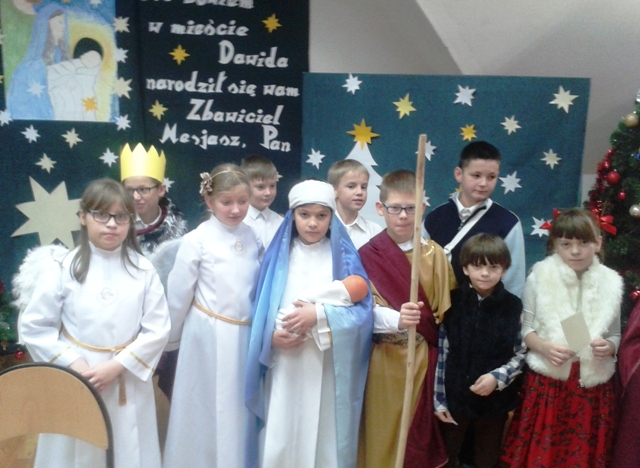 w mieście
Dawida
narodził się wam
Zbawiciel
Mesjasz, Pan